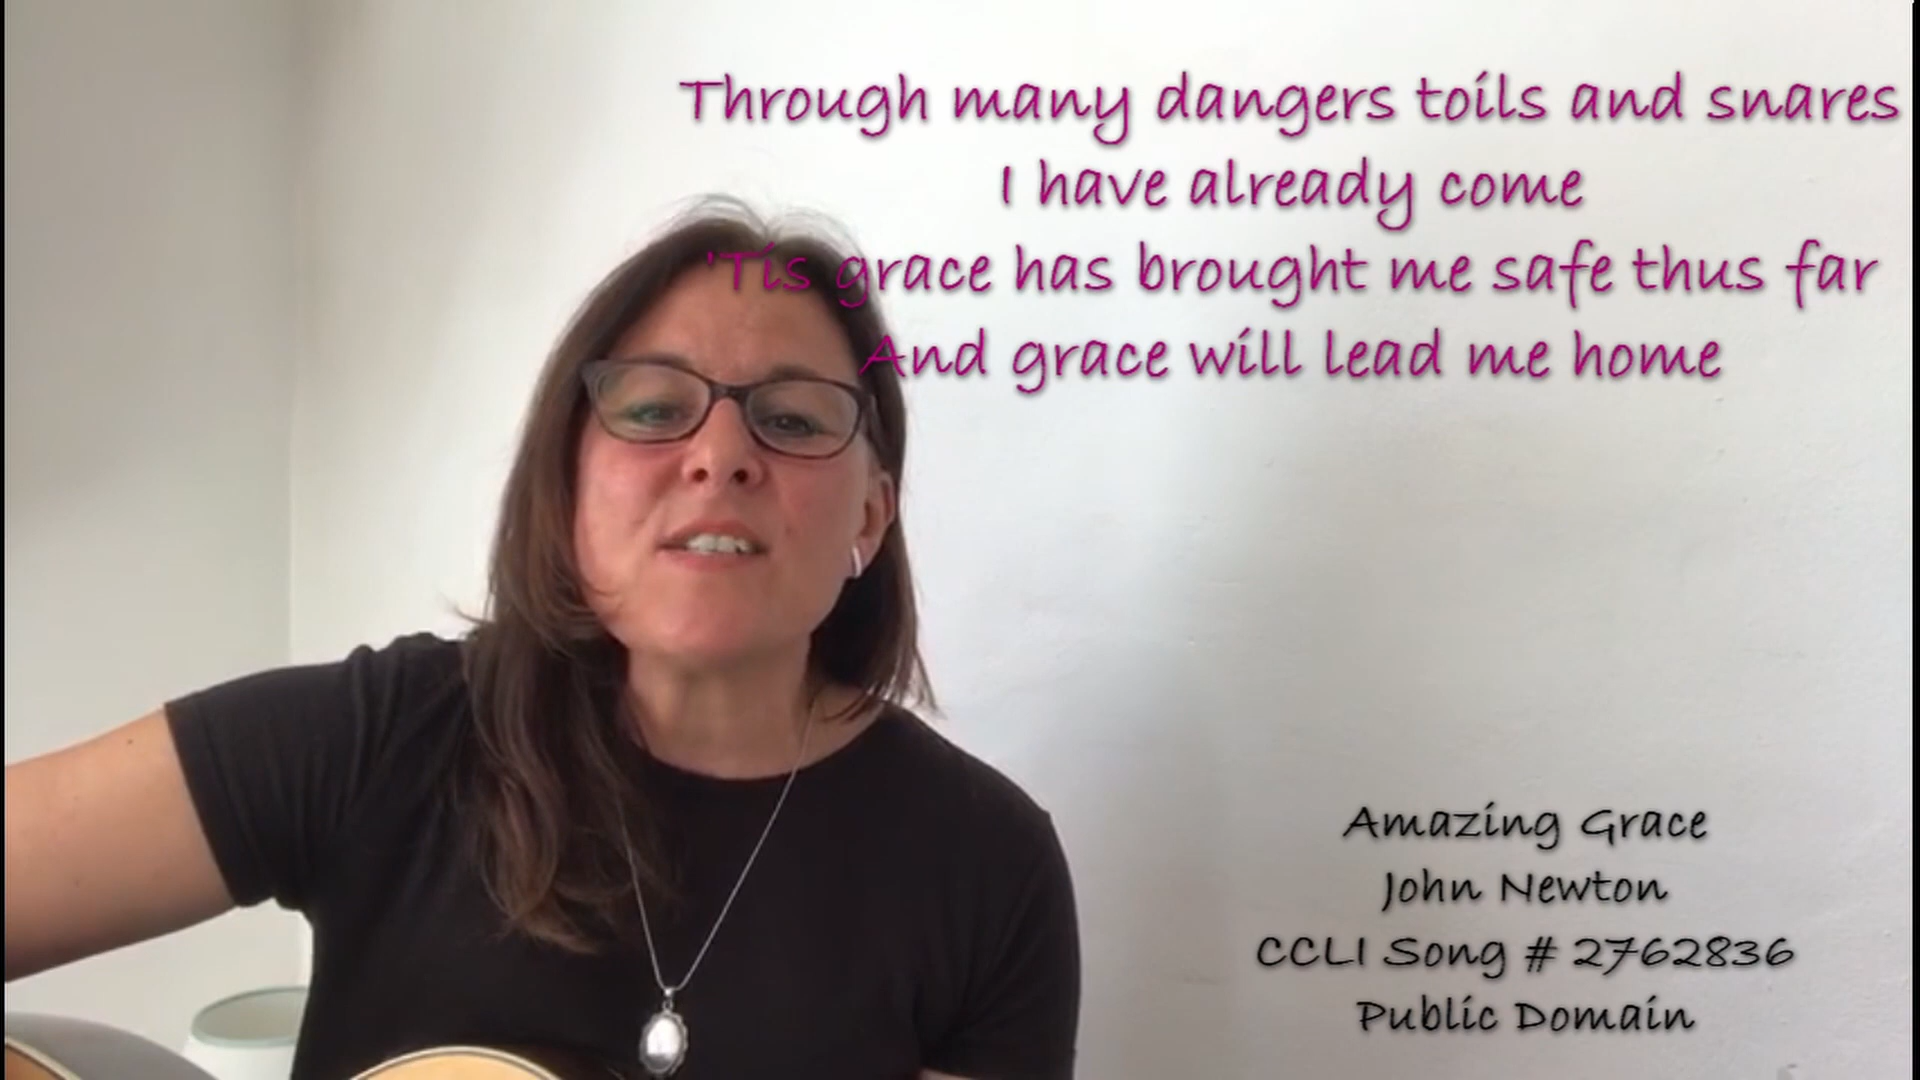 Through many dangers toils and snares
I have already come
'Tis grace has brought me safe thus far
And grace will lead me home
Amazing Grace
John Newton
CCLI Song # 2762836
Public Domain